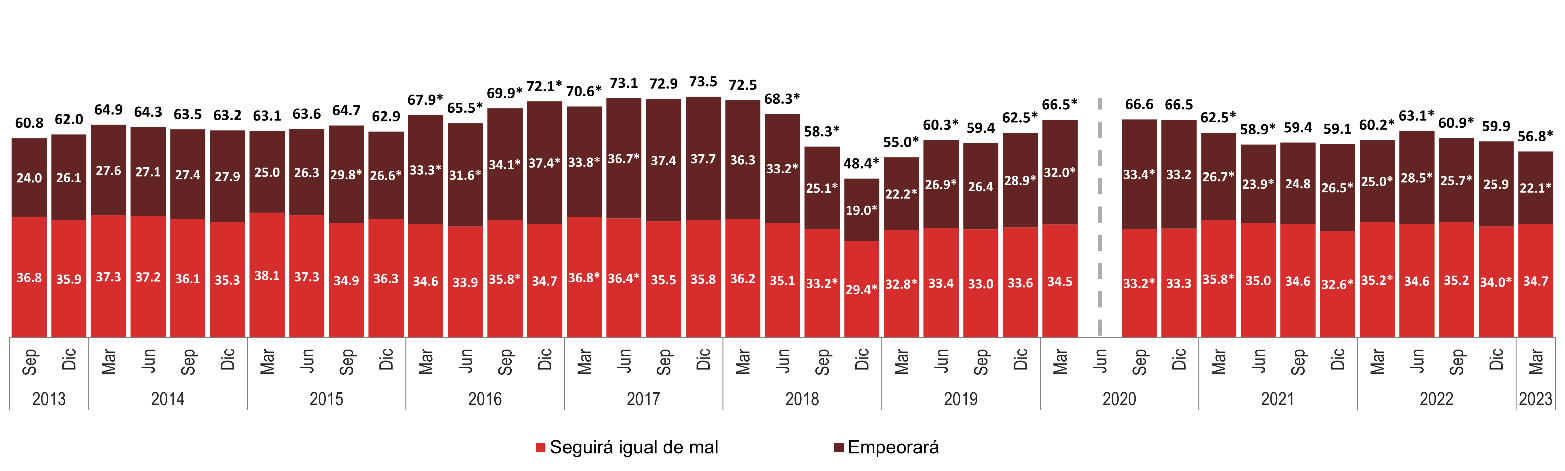 60.8 62.0 64.9 64.3 63.5 63.2 63.1 63.6 64.7 62.9 67.9* 65.5* 69.9* 72.1* 70.6* 73.1 72.9 73.5 72.5 68.3* 58.3* 48.4* 55.0* 60.3* 59.4 62.5* 66.5* 66.6 66.5 62.5* 58.9* 59.4 59.1 60.2* 63.1* 60.9* 59.9 56.8*
24.0 26.1 27.6 27.1 27.4 27.9 25.0 26.3 29.8* 26.6* 33.3* 31.6* 34.1* 37.4* 33.8* 36.7* 37.4 37.7 36.3 33.2* 25.1* 19.0* 22.2* 26.9* 26.4 28.9* 32.0* 33.4* 33.2 26.7* 23.9* 24.8 26.5* 25.0* 28.5* 25.7* 25.9 22.1*
36.8 35.9 37.3 37.2 36.1 35.3 38.1 37.3 34.9 36.3 34.6 33.9 35.8* 34.7 36.8* 36.4* 35.5 35.8 36.2 35.1 33.2* 29.4* 32.8* 33.4 33.0 33.6 34.5 33.2* 33.3 35.8* 35.0 34.6 32.6* 35.2* 34.6 35.2 34.0* 34.7
Sep Dic Mar Jun Sep Dic Mar Jun Sep Dic Mar Jun Sep Dic Mar Jun Sep Dic Mar Jun Sep Dic Mar Jun Sep Dic Mar Jun Sep Dic Mar Jun Sep Dic Mar Jun Sep Dic Mar
2013 2014 2015 2016 2017 2018 2019 2020 2021 2022 2023
Seguirá igual de mal Empeorará